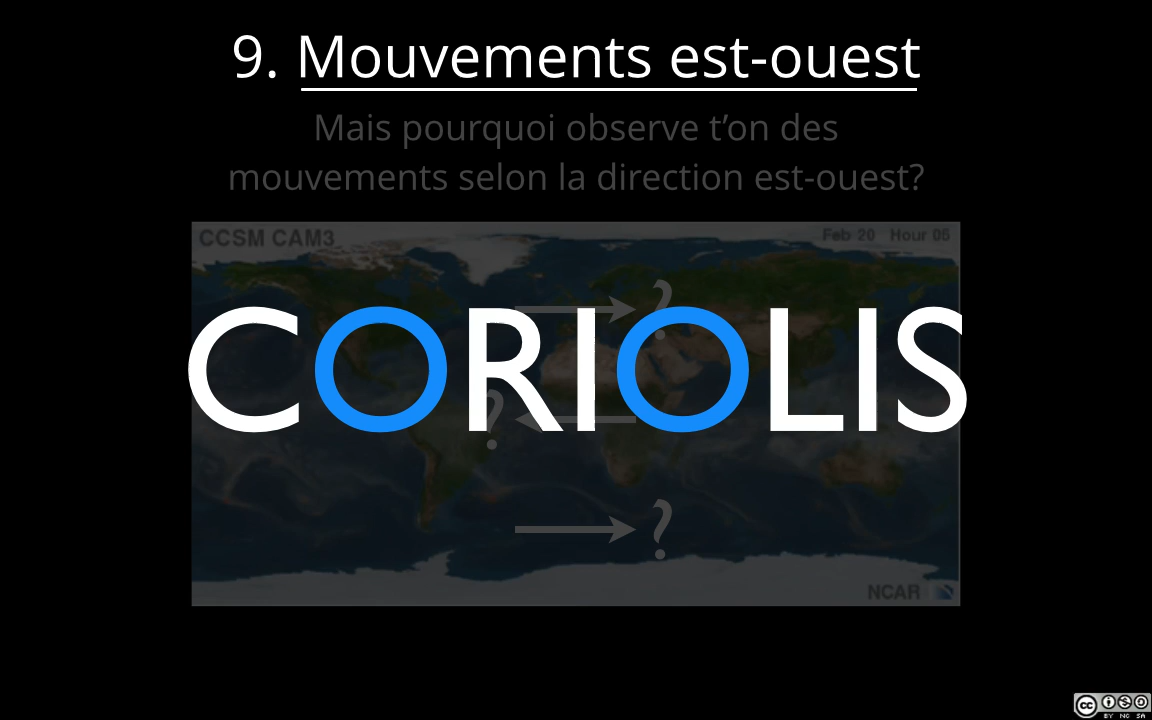 9. Mouvements est-ouest
Mais pourquoi observe t’on des
mouvements selon la direction est-ouest?
CCSM CAM3
Feb 20 Hour 05
?
CORIOLIS
?
?
NCAR
cc
BY NC SA